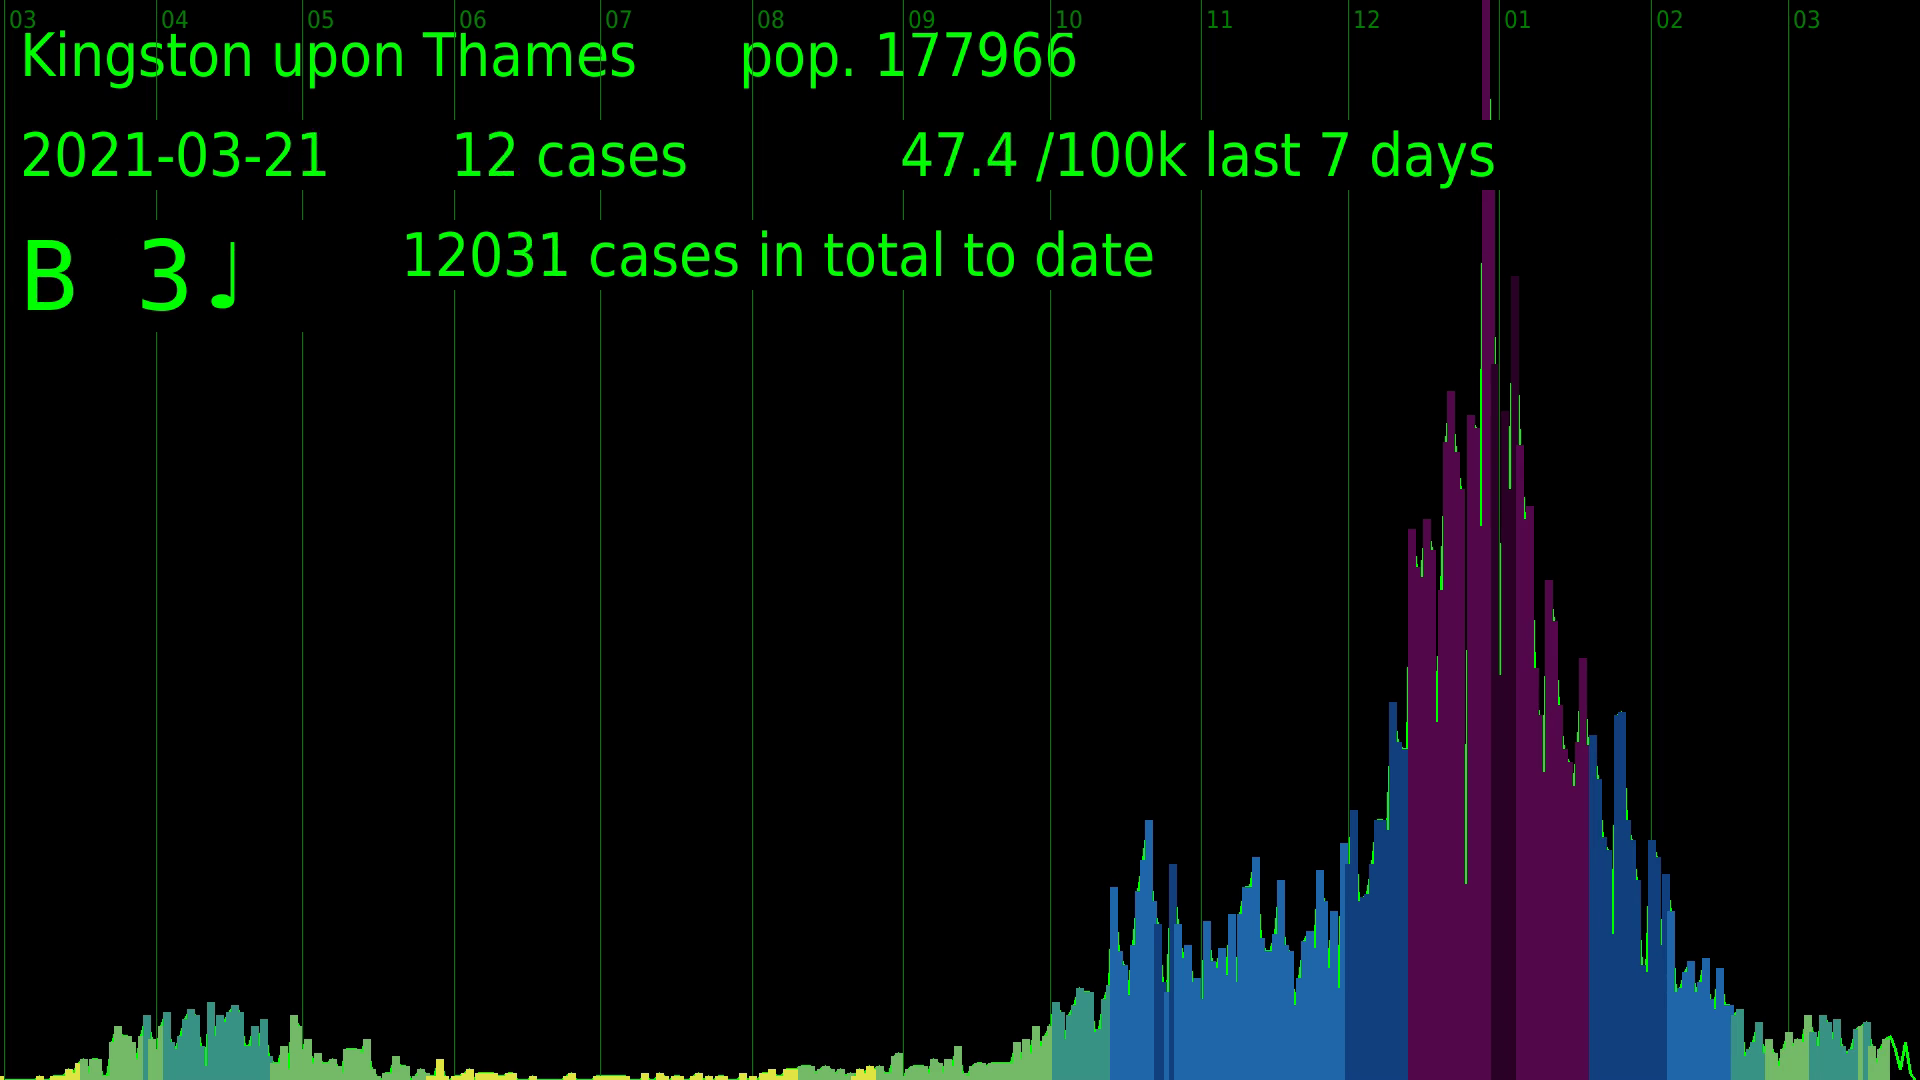 03 04 05 06 07 08 09 10 11 12 01 02 03
Kingston upon Thames pop. 177966
2021-03-21 12 cases 47.4 /100k last 7 days
B 3♩ 12031 cases in total to date